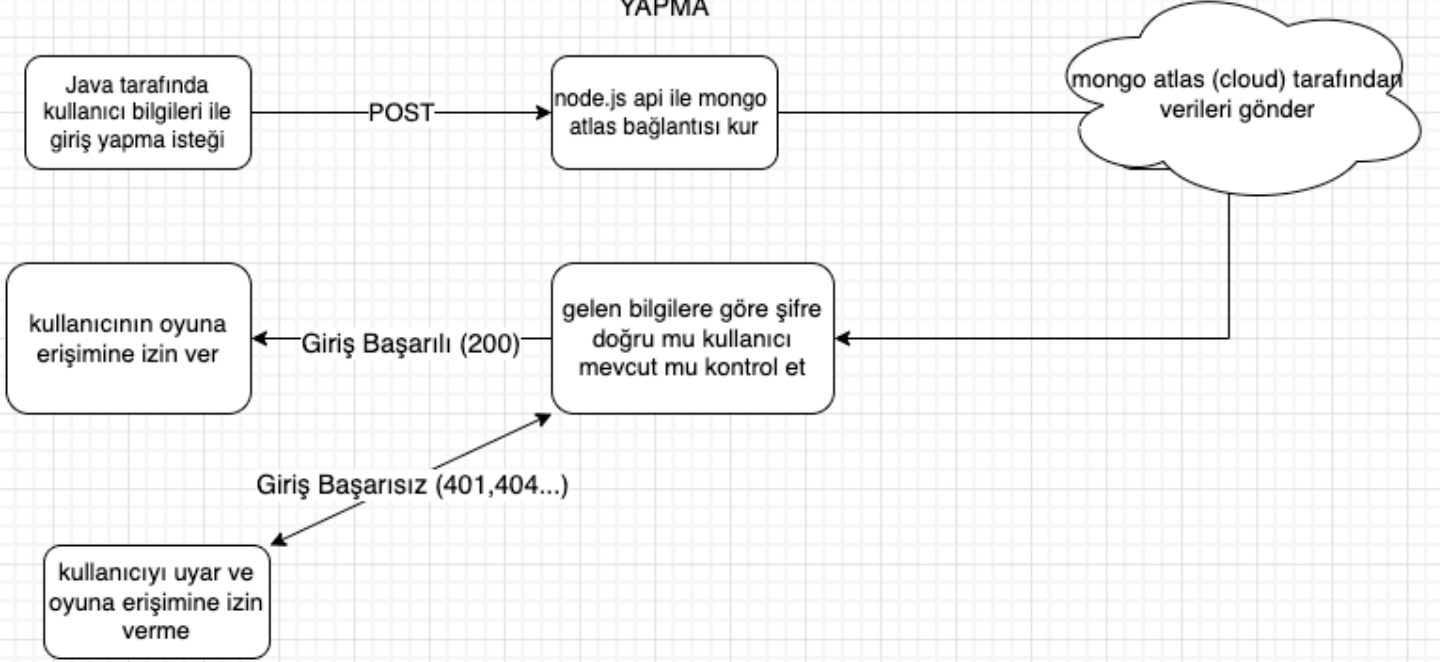 YAPMA
Java tarafında
kullanıcı bilgileri ile
giriş yapma isteği
POST
node.js api ile mongo
atlas bağlantısı kur
mongo atlas (cloud) tarafından
verileri gönder
kullanıcının oyuna
erişimine izin ver
Giriş Başarılı (200)
gelen bilgilere göre şifre
doğru mu kullanıcı
mevcut mu kontrol et
Giriş Başarısız (401,404...)
kullanıcıyı uyar ve
oyuna erişimine izin
verme